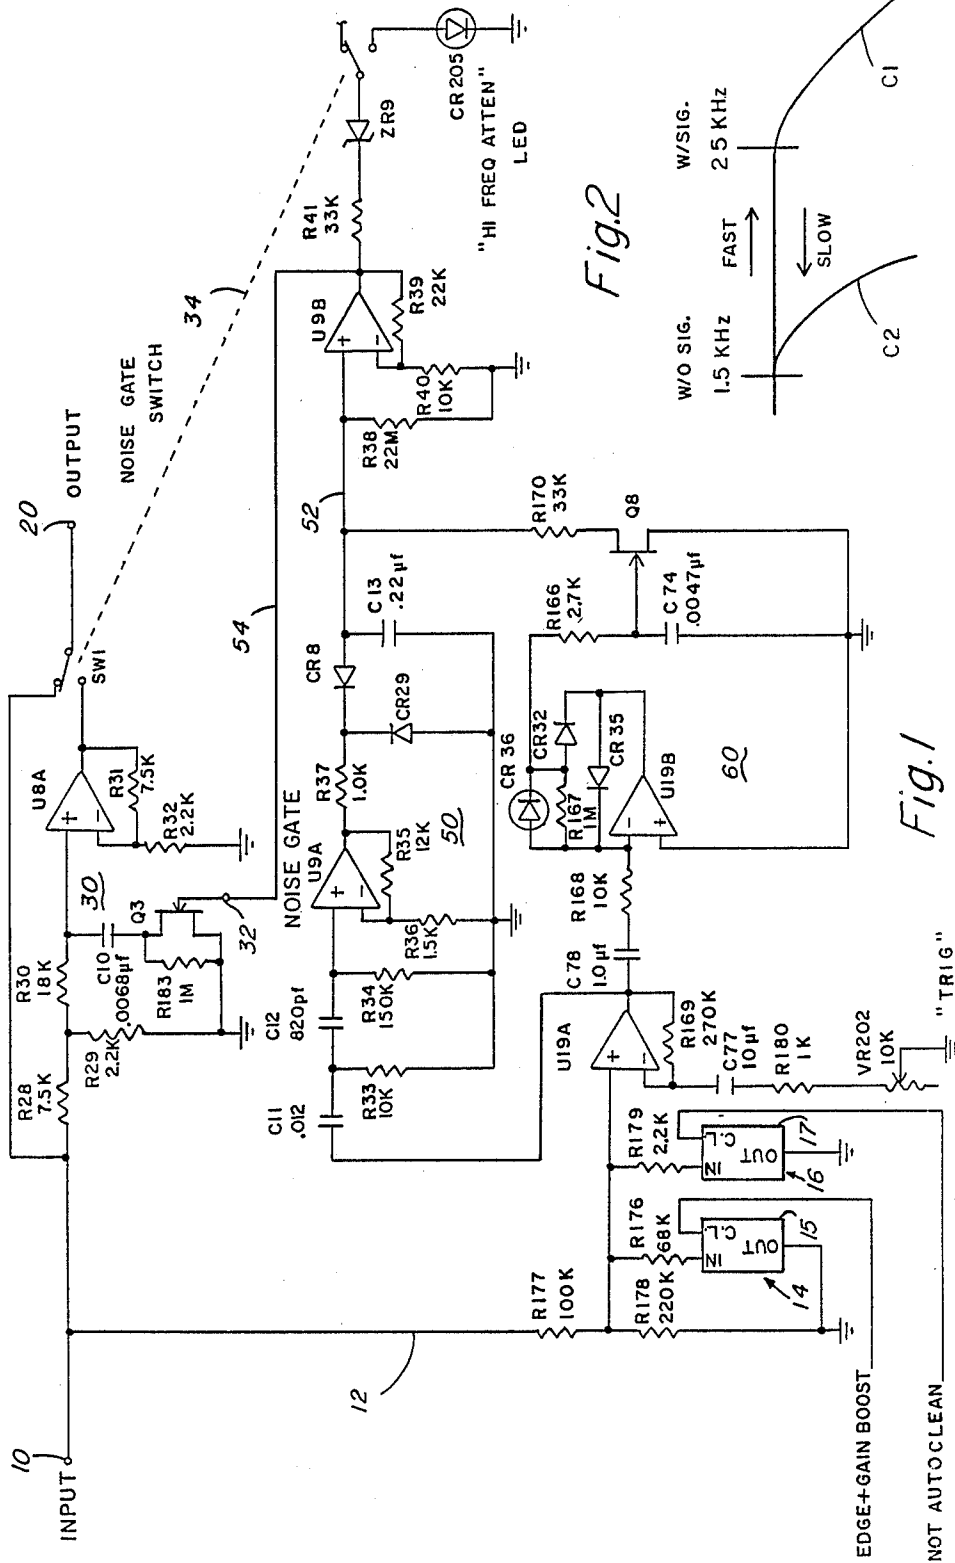 INPUT
10
12
R28
7.5K
R29
2.2K
R30
18K
C10
.0068µf
30
Q3
R183
1M
32
U8A
+
−
R31
7.5K
R32
2.2K
SW1
20
OUTPUT
NOISE GATE
SWITCH
34
54
C11
.012
R33
10K
C12
820pf
R34
150K
NOISE GATE
U9A
+
−
R35
12K
R36
1.5K
50
R37
1.0K
CR29
CR8
C13
.22µf
52
R38
22M
U9B
+
−
R39
22K
R40
10K
R41
33K
ZR9
CR205
"HI FREQ ATTEN"
LED
R177
100K
R178
220K
R176
68K
IN
C.L
OUT
15
14
R179
2.2K
IN
C.L
OUT
17
16
EDGE+GAIN BOOST
NOT AUTOCLEAN
U19A
+
−
R169
270K
C77
10µf
R180
1K
VR202
10K
"TRIG"
C78
1.0µf
R168
10K
CR36
R167
1M
CR32
CR35
U19B
−
+
60
R166
2.7K
C74
.0047µf
R170
33K
Q8
Fig.1
Fig.2
W/O SIG.
1.5 KHz
FAST
SLOW
W/SIG.
25 KHz
C2
C1